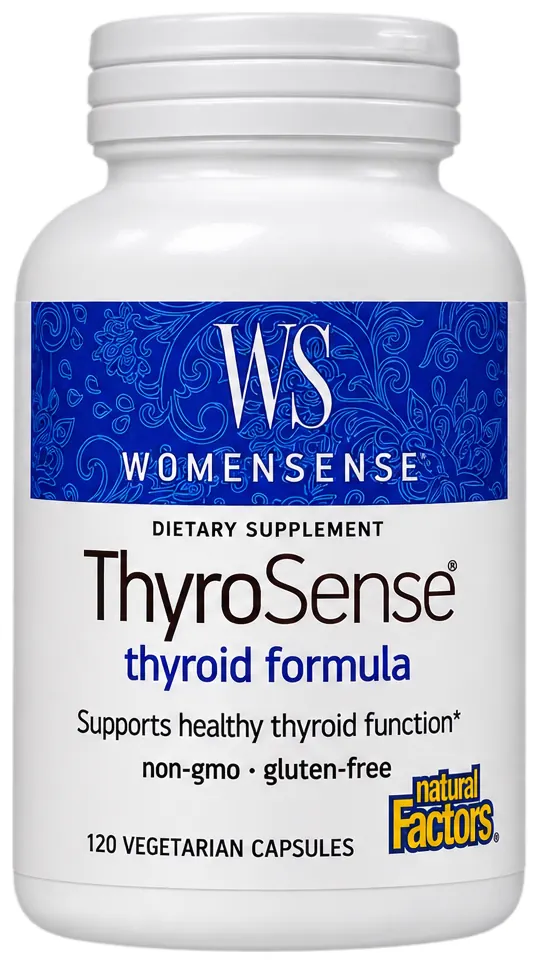 WS
WOMENSENSE®
DIETARY SUPPLEMENT
ThyroSense®
thyroid formula
Supports healthy thyroid function*
non-gmo · gluten-free
natural
Factors®
120 VEGETARIAN CAPSULES